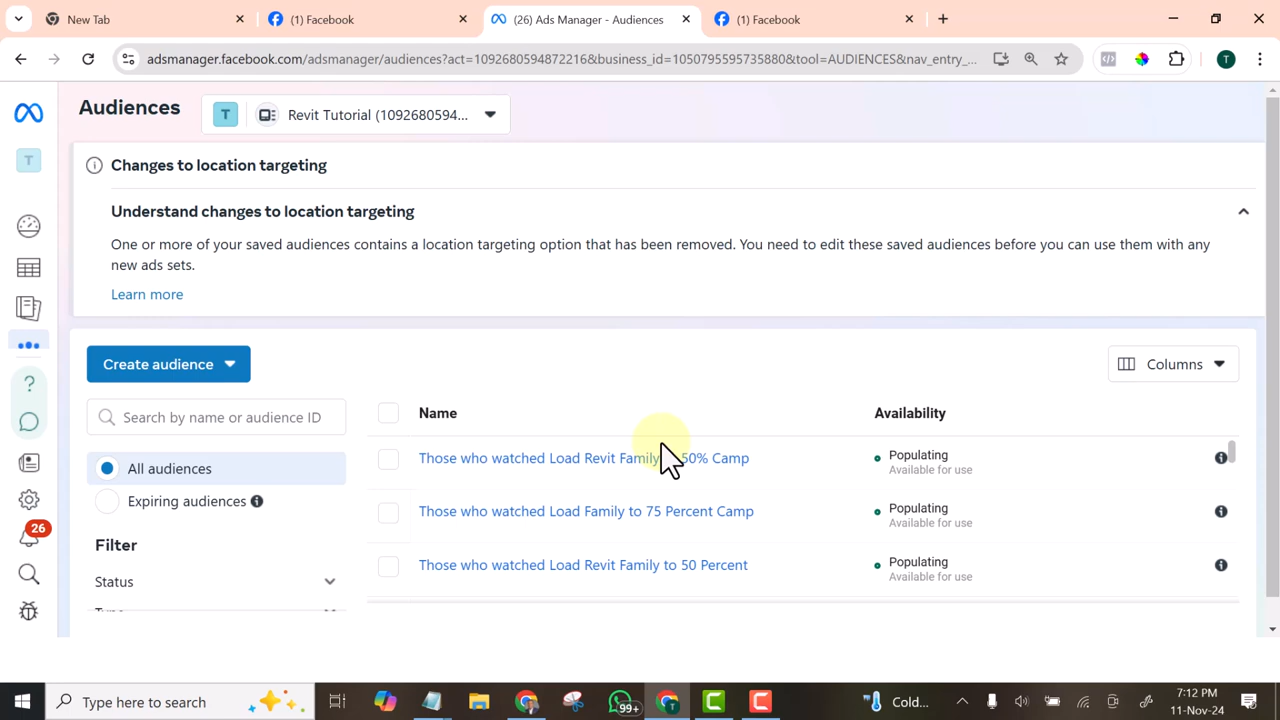 New Tab
(1) Facebook
(26) Ads Manager - Audiences
(1) Facebook
adsmanager.facebook.com/adsmanager/audiences?act=1092680594872216&business_id=1050795595735880&tool=AUDIENCES&nav_entry_...
T
Audiences
T
Revit Tutorial (1092680594...
T
Changes to location targeting
Understand changes to location targeting
One or more of your saved audiences contains a location targeting option that has been removed. You need to edit these saved audiences before you can use them with any
new ads sets.
Learn more
Create audience
Columns
Search by name or audience ID
Name
Availability
All audiences
Those who watched Load Revit Family 50% Camp
Populating
Available for use
Expiring audiences
Those who watched Load Family to 75 Percent Camp
Populating
Available for use
26
Filter
Those who watched Load Revit Family to 50 Percent
Populating
Available for use
Status
Type here to search
99+
Cold...
7:12 PM
11-Nov-24